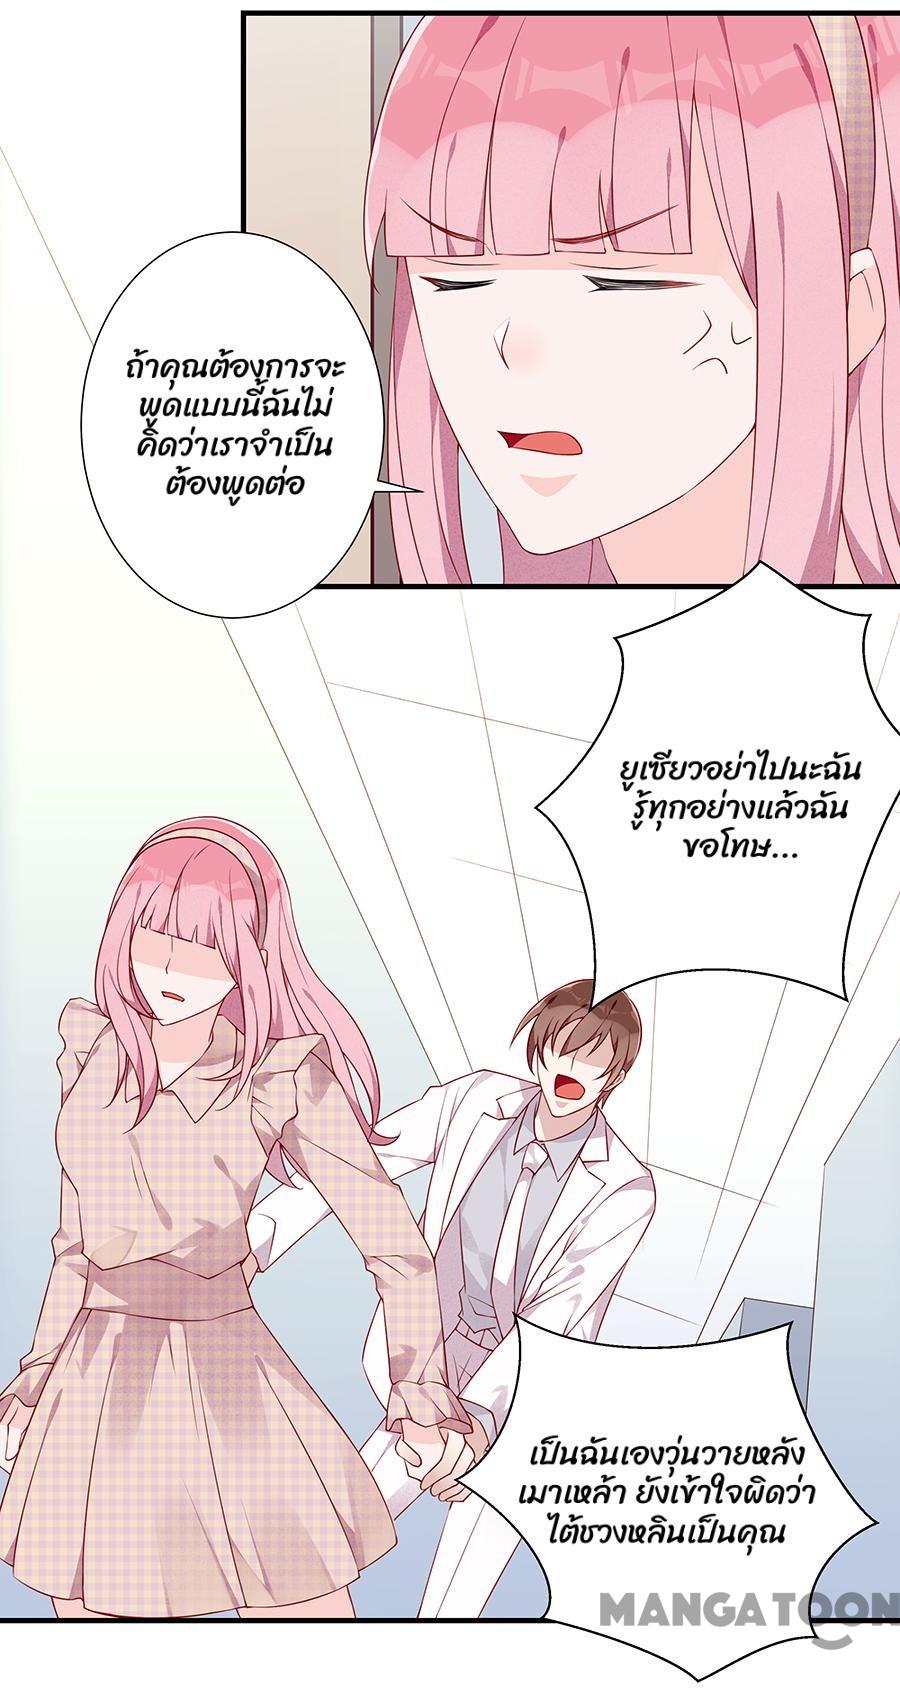 ถ้าคุณต้องการจะ
พูดแบบนี้ฉันไม่
คิดว่าเราจำเป็น
ต้องพูดต่อ
ยูเซียวอย่าไปนะฉัน
รู้ทุกอย่างแล้วฉัน
ขอโทษ...
เป็นฉันเองวุ่นวายหลัง
เมาเหล้า ยังเข้าใจผิดว่า
ไต้ชวงหลินเป็นคุณ
MANGATOON